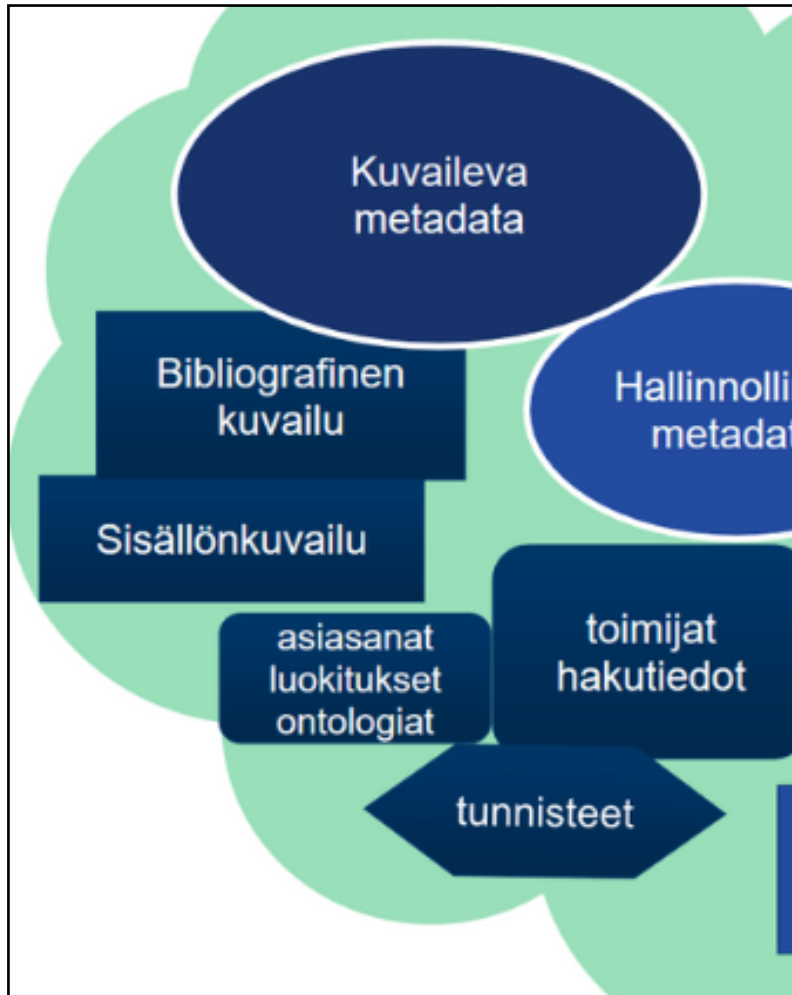 Kuvaileva
metadata
Bibliografinen
kuvailu
Sisällönkuvailu
asiasanat
luokitukset
ontologiat
toimijat
hakutiedot
tunnisteet